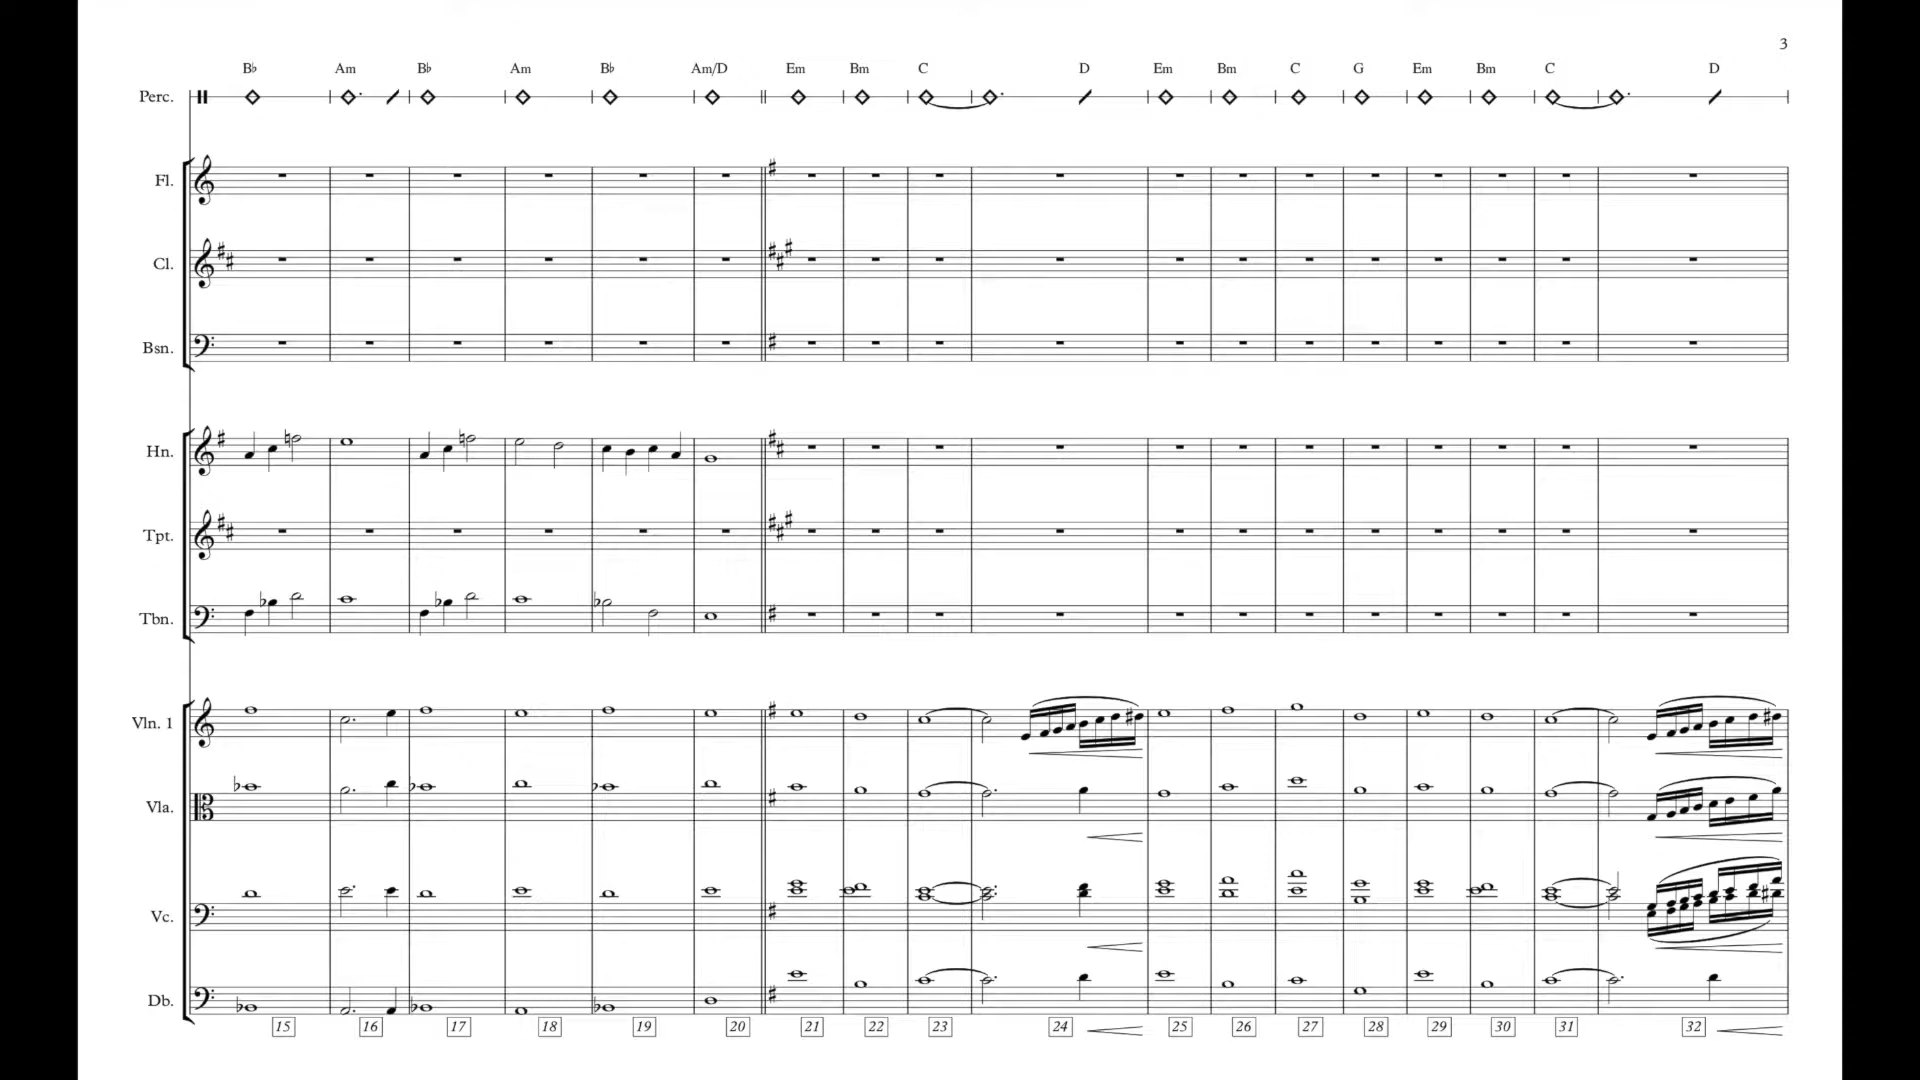 3
B♭ Am B♭ Am B♭ Am/D Em Bm C D Em Bm C G Em Bm C D
Perc.
Fl.
Cl.
Bsn.
Hn.
Tpt.
Tbn.
Vln. 1
Vla.
Vc.
Db.
15 16 17 18 19 20 21 22 23 24 25 26 27 28 29 30 31 32